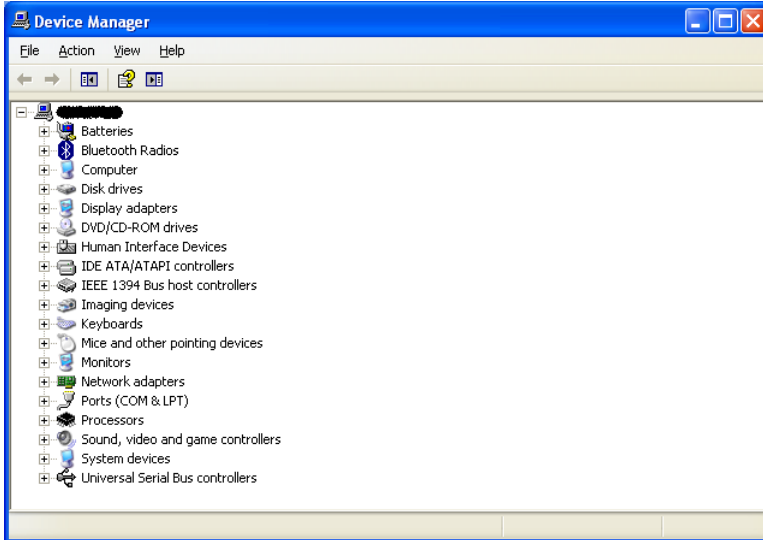 Device Manager
File Action View Help
Batteries
Bluetooth Radios
Computer
Disk drives
Display adapters
DVD/CD-ROM drives
Human Interface Devices
IDE ATA/ATAPI controllers
IEEE 1394 Bus host controllers
Imaging devices
Keyboards
Mice and other pointing devices
Monitors
Network adapters
Ports (COM & LPT)
Processors
Sound, video and game controllers
System devices
Universal Serial Bus controllers